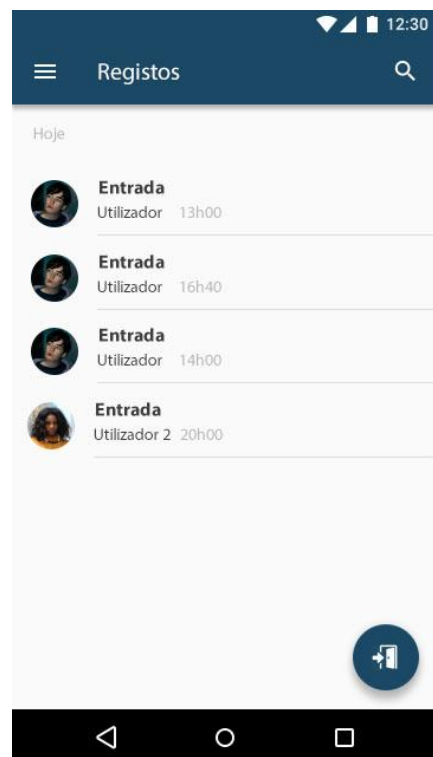 12:30
Registos
Hoje
Entrada
Utilizador 13h00
Entrada
Utilizador 16h40
Entrada
Utilizador 14h00
Entrada
Utilizador 2 20h00